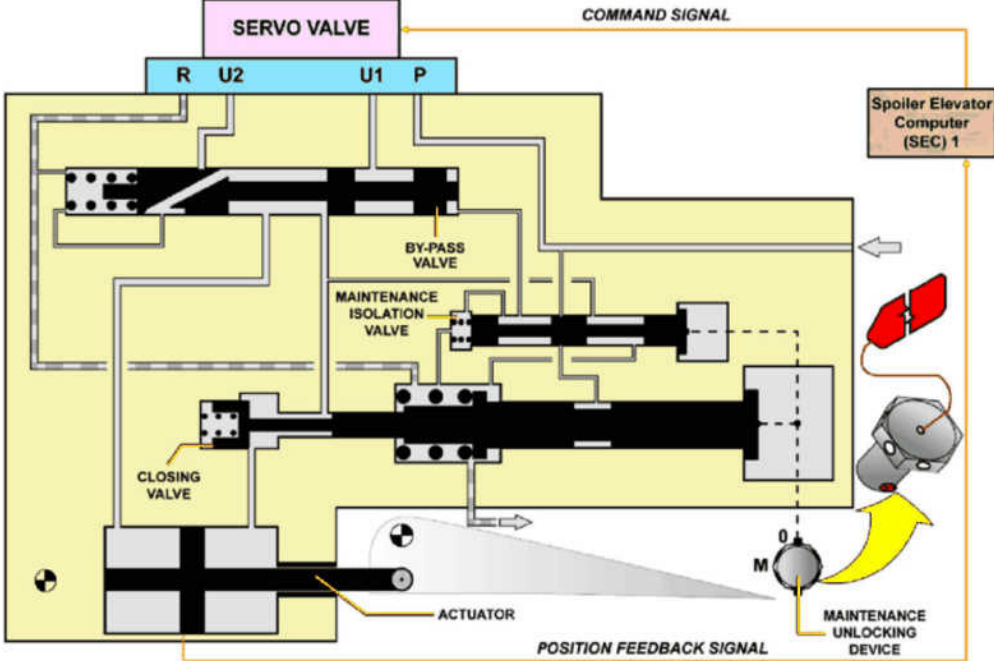 COMMAND SIGNAL
SERVO VALVE
R U2 U1 P
Spoiler Elevator
Computer
(SEC) 1
BY-PASS
VALVE
MAINTENANCE
ISOLATION
VALVE
CLOSING
VALVE
0
M
ACTUATOR
MAINTENANCE
UNLOCKING
DEVICE
POSITION FEEDBACK SIGNAL